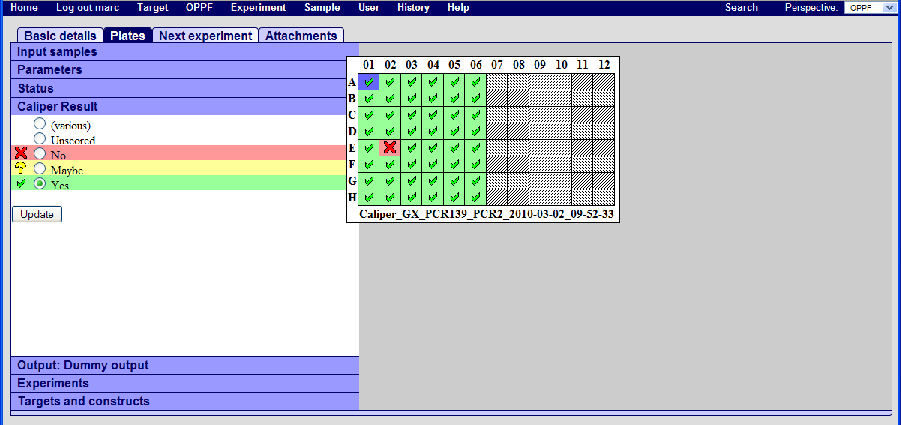 Home Log out marc Target OPPF Experiment Sample User History Help Search Perspective: OPPF
Basic details Plates Next experiment Attachments
Input samples
Parameters
Status
Caliper Result
(various)
Unscored
No
Maybe
Yes
Update
01 02 03 04 05 06 07 08 09 10 11 12
A
B
C
D
E
F
G
H
Caliper_GX_PCR139_PCR2_2010-03-02_09-52-33
Output: Dummy output
Experiments
Targets and constructs